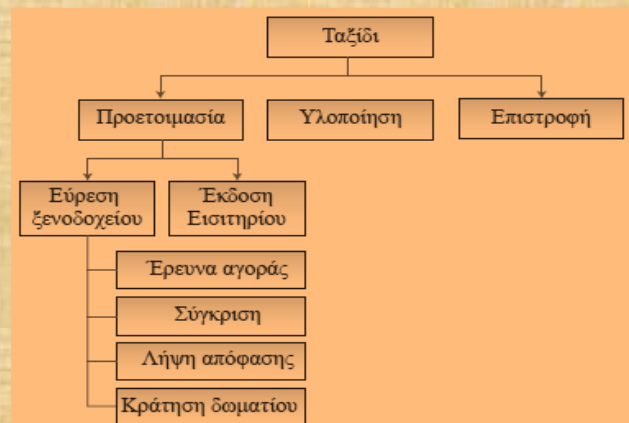 Ταξίδι
Προετοιμασία
Υλοποίηση
Επιστροφή
Εύρεση
ξενοδοχείου
Έκδοση
Εισιτηρίου
Έρευνα αγοράς
Σύγκριση
Λήψη απόφασης
Κράτηση δωματίου